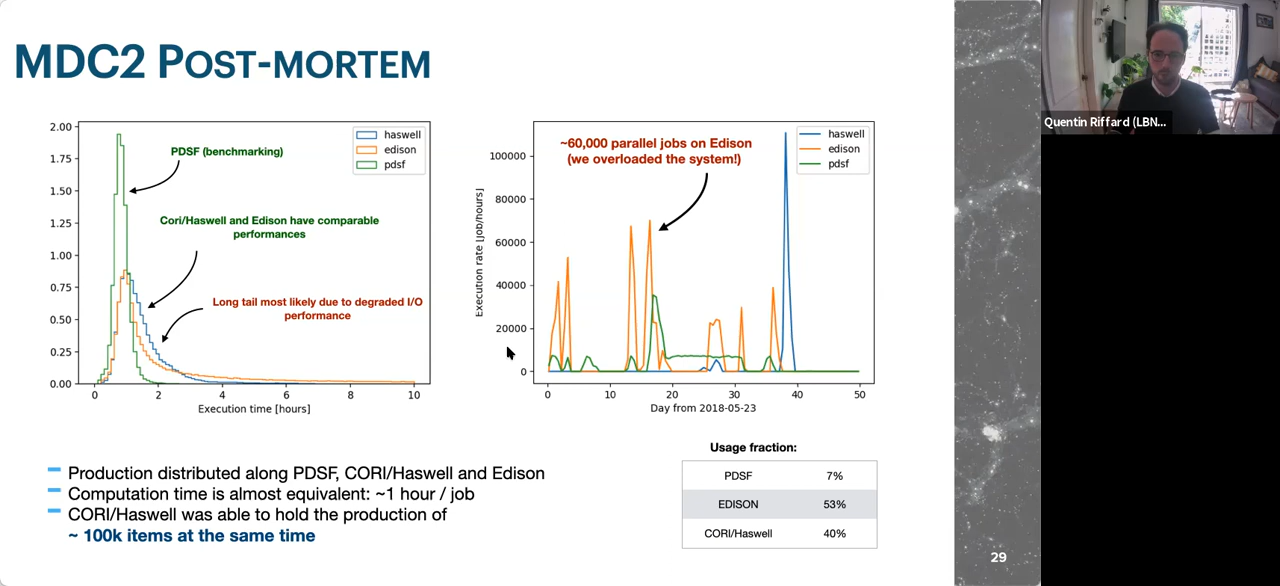 MDC2 POST-MORTEM
2.00
1.75
1.50
1.25
1.00
0.75
0.50
0.25
0.00
0 2 4 6 8 10
Execution time [hours]
haswell
edison
pdsf
PDSF (benchmarking)
Cori/Haswell and Edison have comparable
performances
Long tail most likely due to degraded I/O
performance
100000
80000
60000
40000
20000
0
Execution rate [job/hours]
0 10 20 30 40 50
Day from 2018-05-23
~60,000 parallel jobs on Edison
(we overloaded the system!)
haswell
edison
pdsf
Production distributed along PDSF, CORI/Haswell and Edison
Computation time is almost equivalent: ~1 hour / job
CORI/Haswell was able to hold the production of
~ 100k items at the same time
Usage fraction:
PDSF 7%
EDISON 53%
CORI/Haswell 40%
29
Quentin Riffard (LBN...